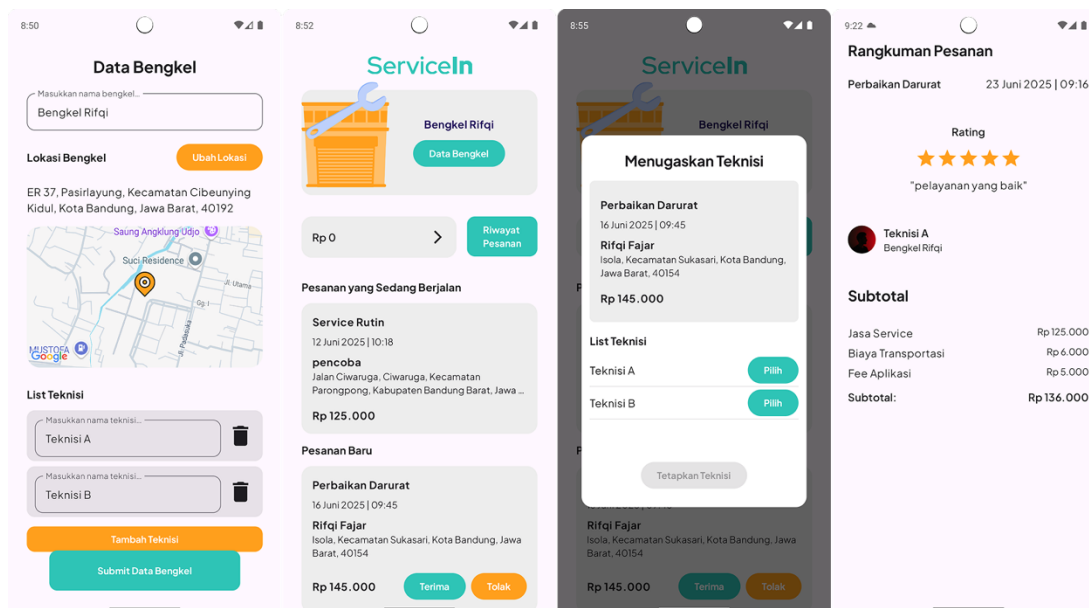 8:50
Data Bengkel
Masukkan nama bengkel...
Bengkel Rifqi
Lokasi Bengkel
Ubah Lokasi
ER 37, Pasirlayung, Kecamatan Cibeunying
Kidul, Kota Bandung, Jawa Barat, 40192
Saung Angklung Udjo
Suci Residence
Jl. Utama
Gg. I
Jl. Padasuka
MUSTOFA
Google
List Teknisi
Masukkan nama teknisi...
Teknisi A
Masukkan nama teknisi...
Teknisi B
Tambah Teknisi
Submit Data Bengkel
8:52
ServiceIn
Bengkel Rifqi
Data Bengkel
Rp 0
Riwayat
Pesanan
Pesanan yang Sedang Berjalan
Service Rutin
12 Juni 2025 | 10:18
pencoba
Jalan Ciwaruga, Ciwaruga, Kecamatan
Parongpong, Kabupaten Bandung Barat, Jawa ...
Rp 125.000
Pesanan Baru
Perbaikan Darurat
16 Juni 2025 | 09:45
Rifqi Fajar
Isola, Kecamatan Sukasari, Kota Bandung, Jawa
Barat, 40154
Rp 145.000
Terima
Tolak
8:55
ServiceIn
Bengkel Rifqi
Menugaskan Teknisi
Perbaikan Darurat
16 Juni 2025 | 09:45
Rifqi Fajar
Isola, Kecamatan Sukasari, Kota Bandung,
Jawa Barat, 40154
Rp 145.000
List Teknisi
Teknisi A
Pilih
Teknisi B
Pilih
Tetapkan Teknisi
Rifqi Fajar
Isola, Kecamatan Sukasari, Kota Bandung, Jawa
Barat, 40154
Rp 145.000
Terima
Tolak
9:22
Rangkuman Pesanan
Perbaikan Darurat
23 Juni 2025 | 09:16
Rating
"pelayanan yang baik"
Teknisi A
Bengkel Rifqi
Subtotal
Jasa Service
Rp 125.000
Biaya Transportasi
Rp 6.000
Fee Aplikasi
Rp 5.000
Subtotal:
Rp 136.000